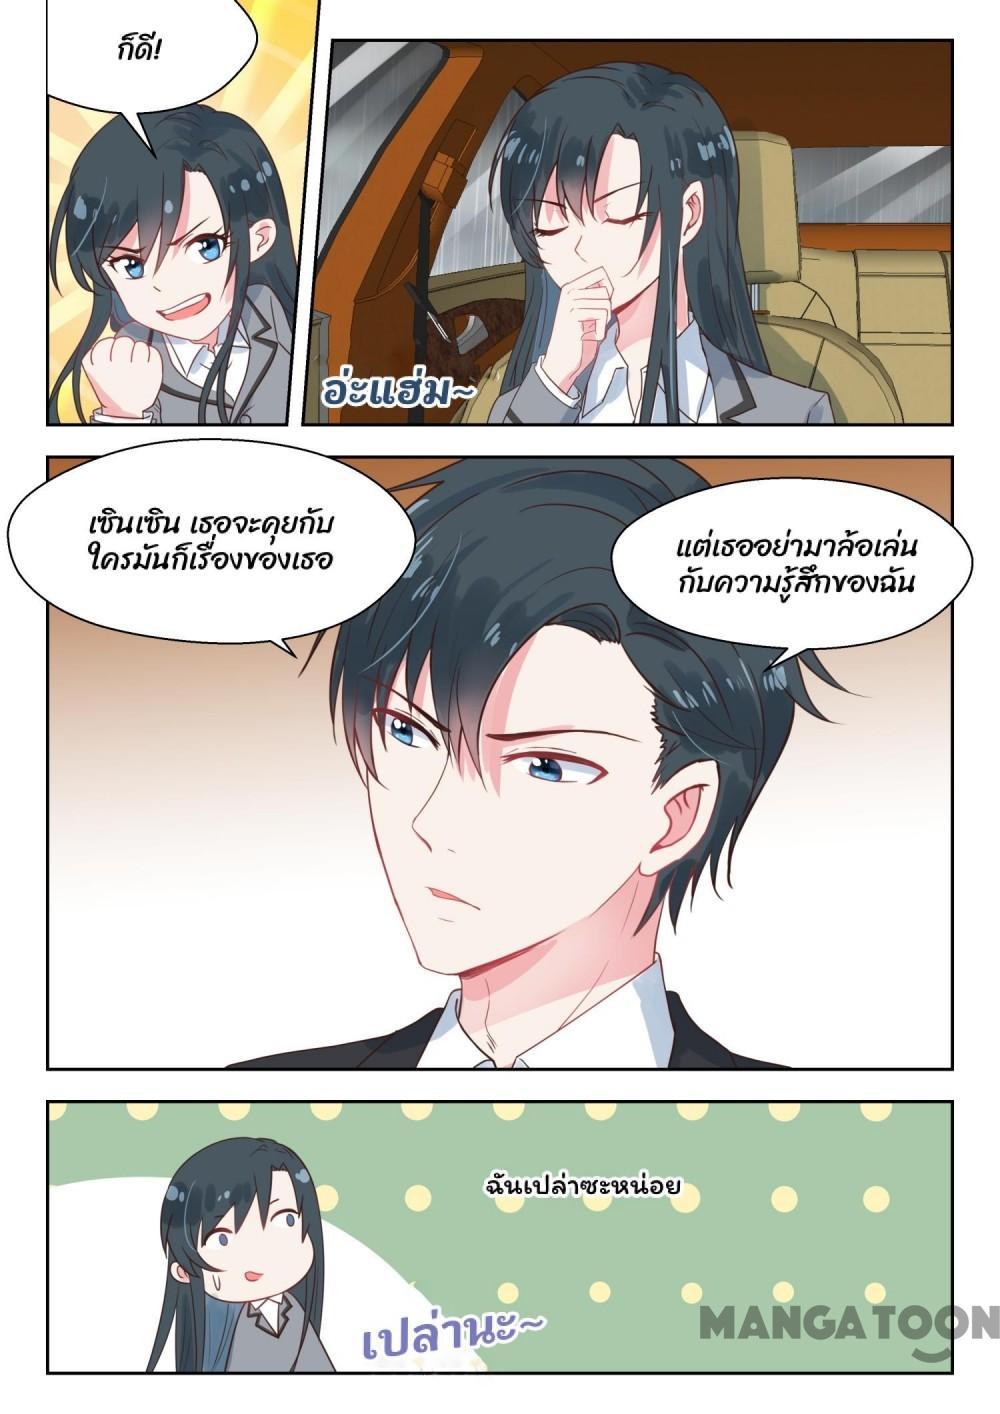 ก็ดี!
อ่ะแฮ่ม~
เซินเซิน เธอจะคุยกับ
ใครมันก็เรื่องของเธอ
แต่เธออย่ามาล้อเล่น
กับความรู้สึกของฉัน
ฉันเปล่าซะหน่อย
เปล่านะ~
MANGATOON